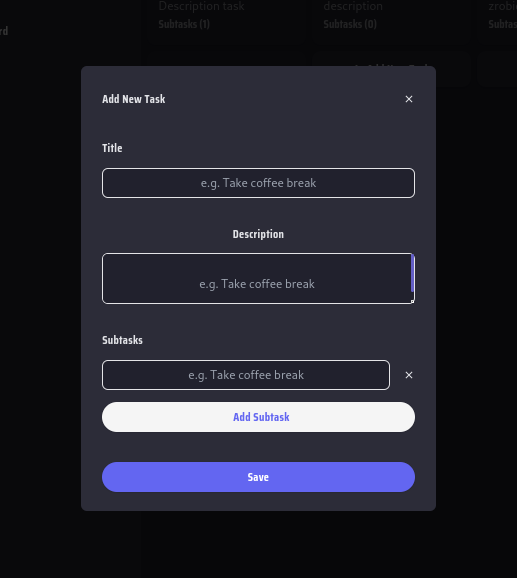 Description task
description
zrobi
Subtasks (1)
Subtasks (0)
Subtas
rd
Add New Task
×
Title
e.g. Take coffee break
Description
e.g. Take coffee break
Subtasks
e.g. Take coffee break
×
Add Subtask
Save